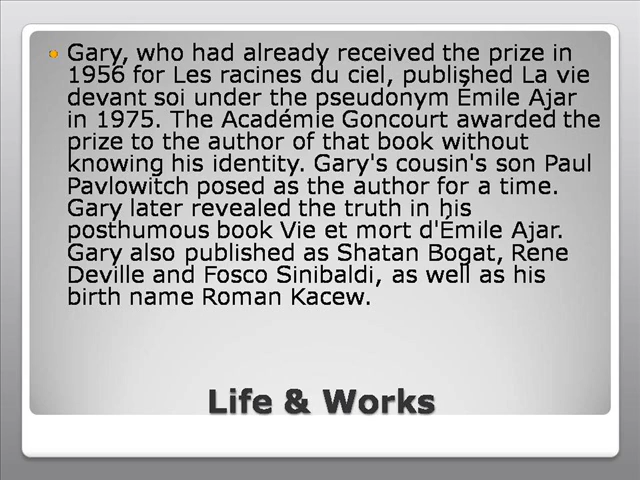 Gary, who had already received the prize in
1956 for Les racines du ciel, published La vie
devant soi under the pseudonym Émile Ajar
in 1975. The Académie Goncourt awarded the
prize to the author of that book without
knowing his identity. Gary's cousin's son Paul
Pavlowitch posed as the author for a time.
Gary later revealed the truth in his
posthumous book Vie et mort d'Émile Ajar.
Gary also published as Shatan Bogat, Rene
Deville and Fosco Sinibaldi, as well as his
birth name Roman Kacew.
Life & Works